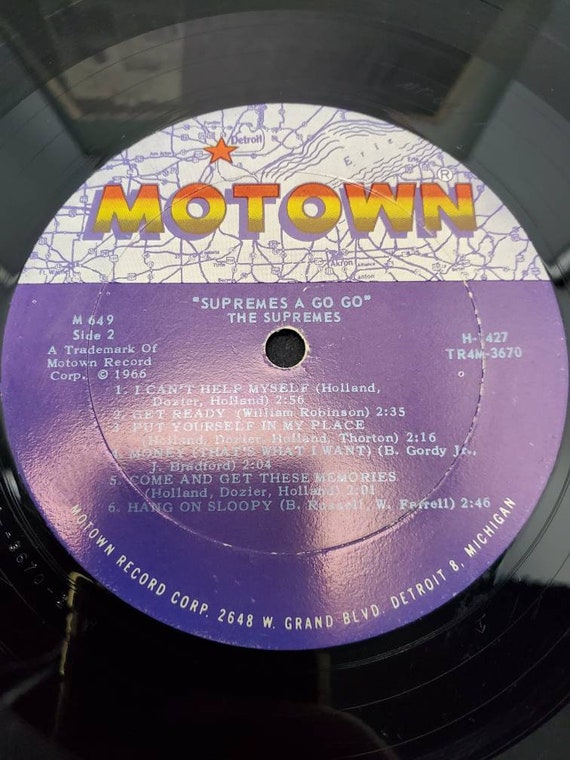 Detroit
Erie
MOTOWN®
Akron
Canton
"SUPREMES A GO GO"
THE SUPREMES
M 649
Side 2
A Trademark Of
Motown Record
Corp. © 1966
H-1427
TR4M-3670
1. I CAN'T HELP MYSELF (Holland,
Dozier, Holland) 2:56
2. GET READY (William Robinson) 2:35
3. PUT YOURSELF IN MY PLACE
(Holland, Dozier, Holland, Thorton) 2:16
4. MONEY (THAT'S WHAT I WANT) (B. Gordy Jr.,
J. Bradford) 2:04
5. COME AND GET THESE MEMORIES
(Holland, Dozier, Holland) 2:01
6. HANG ON SLOOPY (B. Russell, W. Farrell) 2:46
MOTOWN RECORD CORP. 2648 W. GRAND BLVD. DETROIT 8, MICHIGAN